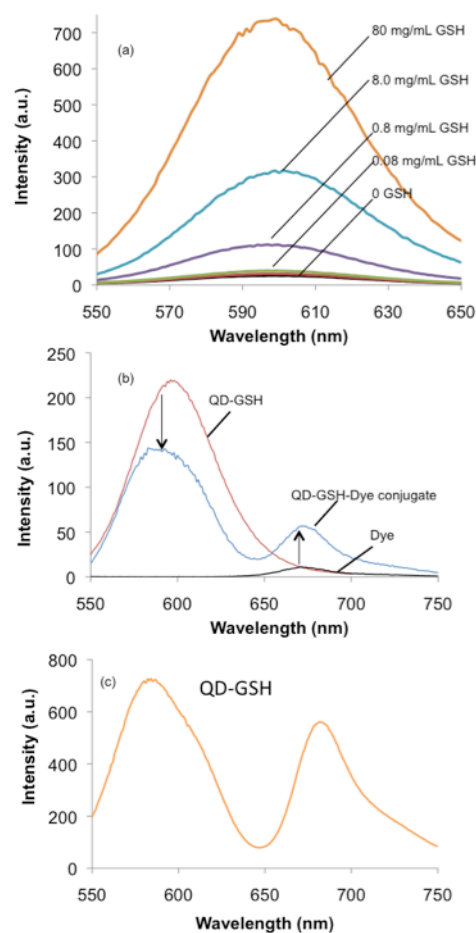 (a)
Intensity (a.u.)
700
600
500
400
300
200
100
0
80 mg/mL GSH
8.0 mg/mL GSH
0.8 mg/mL GSH
0.08 mg/mL GSH
0 GSH
550 570 590 610 630 650
Wavelength (nm)
(b)
Intensity (a.u.)
250
200
150
100
50
0
QD-GSH
QD-GSH-Dye conjugate
Dye
550 600 650 700 750
Wavelength (nm)
(c)
QD-GSH
Intensity (a.u.)
800
600
400
200
0
550 600 650 700 750
Wavelength (nm)